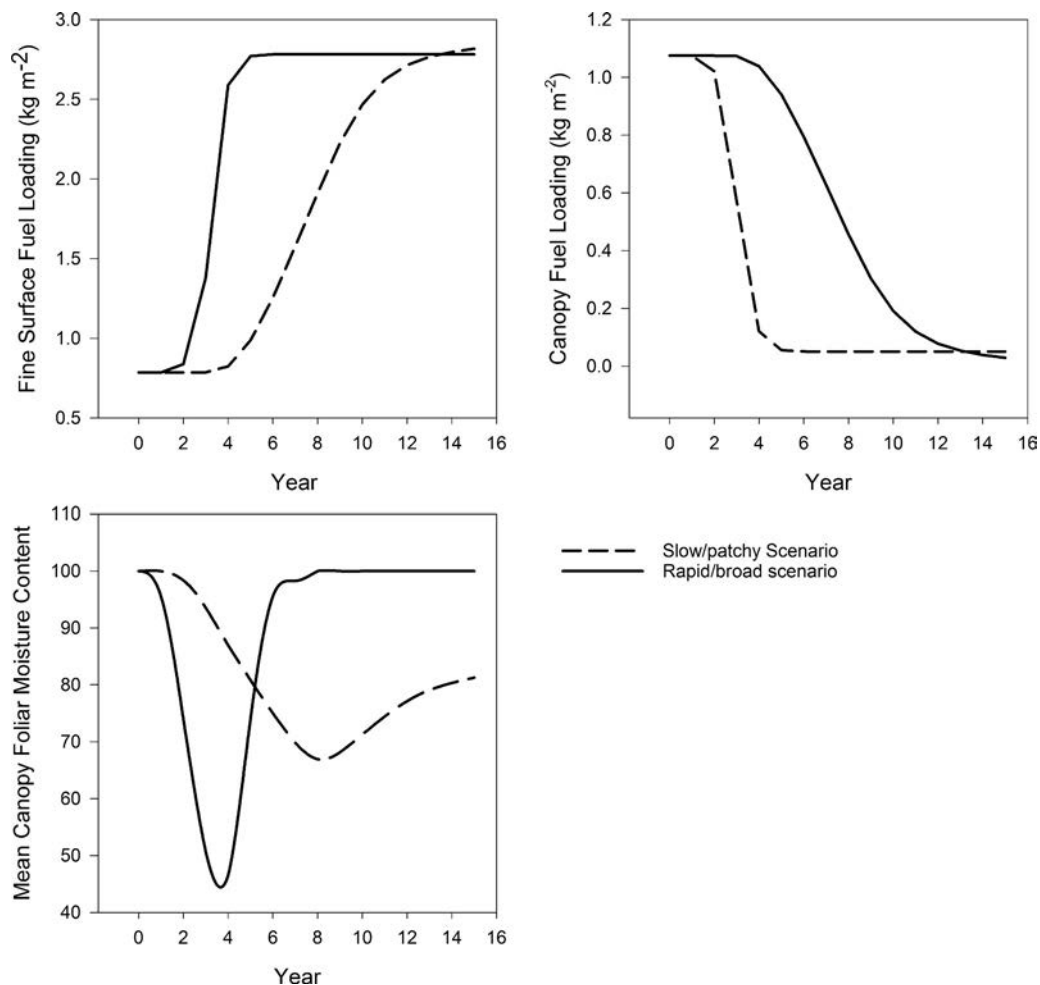 Fine Surface Fuel Loading (kg m⁻²)
3.0
2.5
2.0
1.5
1.0
0.5
0 2 4 6 8 10 12 14 16
Year
Canopy Fuel Loading (kg m⁻²)
1.2
1.0
0.8
0.6
0.4
0.2
0.0
0 2 4 6 8 10 12 14 16
Year
Mean Canopy Foliar Moisture Content
110
100
90
80
70
60
50
40
0 2 4 6 8 10 12 14 16
Year
Slow/patchy Scenario
Rapid/broad scenario